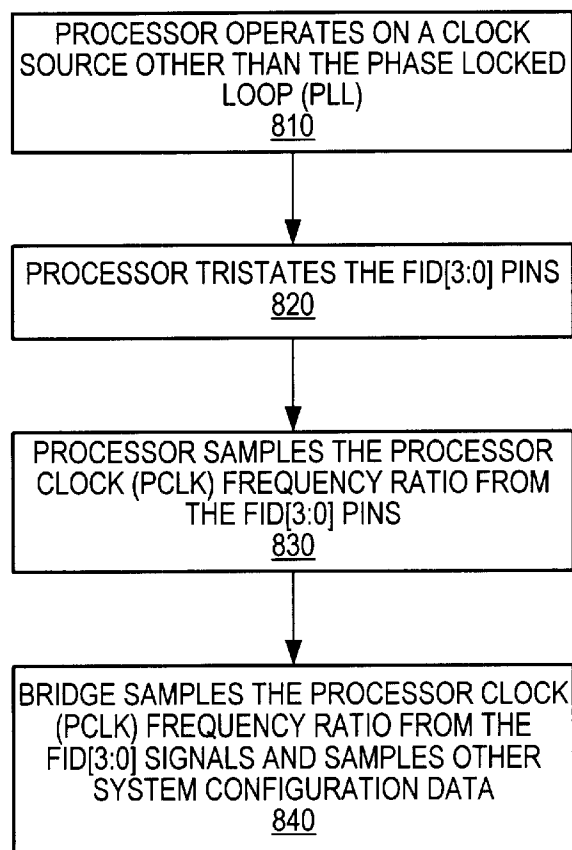 PROCESSOR OPERATES ON A CLOCK
SOURCE OTHER THAN THE PHASE LOCKED
LOOP (PLL)
810
PROCESSOR TRISTATES THE FID[3:0] PINS
820
PROCESSOR SAMPLES THE PROCESSOR
CLOCK (PCLK) FREQUENCY RATIO FROM
THE FID[3:0] PINS
830
BRIDGE SAMPLES THE PROCESSOR CLOCK
(PCLK) FREQUENCY RATIO FROM THE
FID[3:0] SIGNALS AND SAMPLES OTHER
SYSTEM CONFIGURATION DATA
840